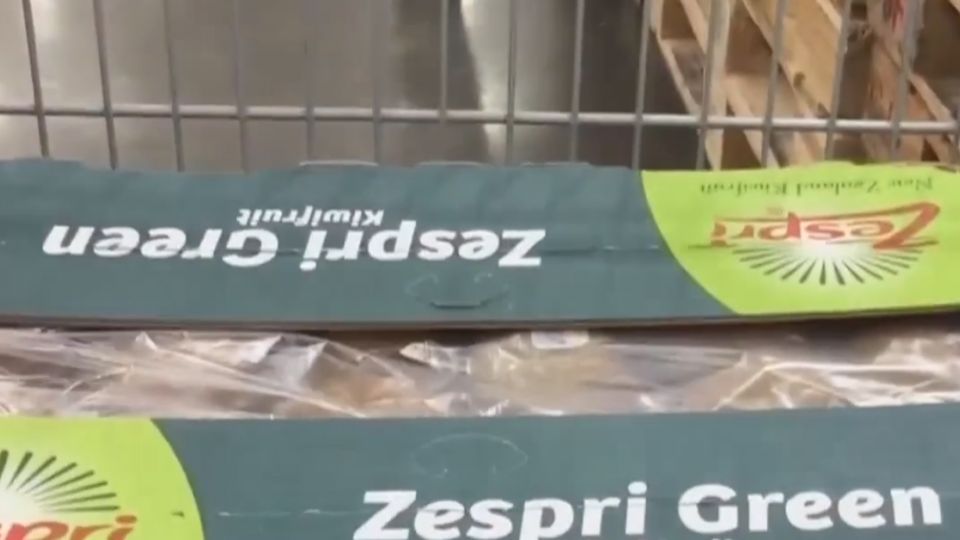 Zespri Green
Kiwifruit
Zespri
New Zealand Kiwifruit
Zespri Green